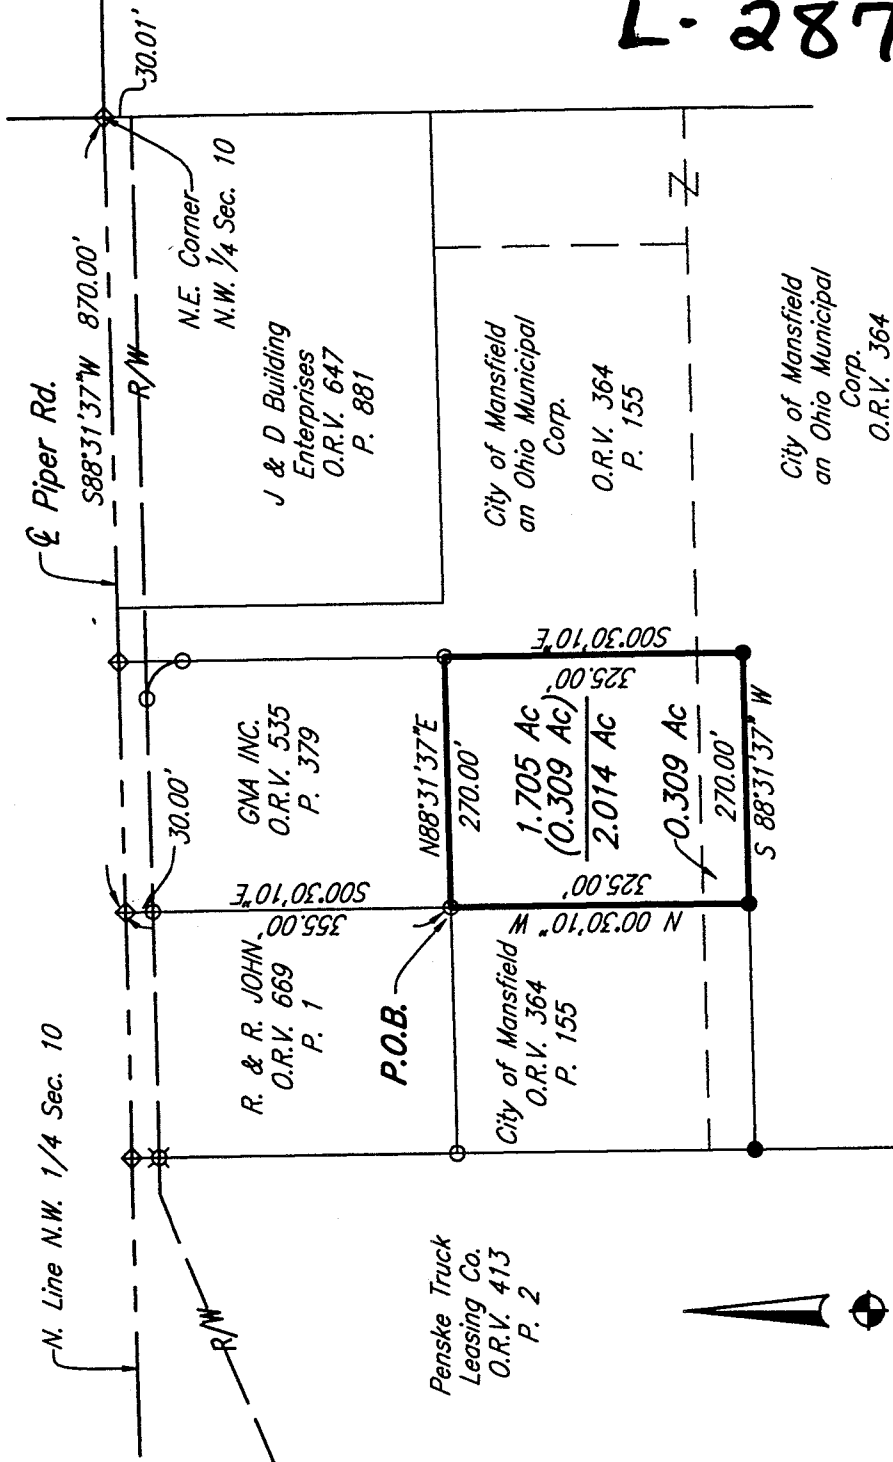 L- 287
30.01'
N.E. Corner
N.W. 1/4 Sec. 10
℄ Piper Rd.
S88°31'37"W 870.00'
R/W
J & D Building
Enterprises
O.R.V. 647
P. 881
City of Mansfield
an Ohio Municipal
Corp.
O.R.V. 364
P. 155
Z
City of Mansfield
an Ohio Municipal
Corp.
O.R.V. 364
GNA INC.
O.R.V. 535
P. 379
30.00'
S00°30'10"E
355.00'
N88°31'37"E
270.00'
S00°30'10"E
325.00'
1.705 Ac
(0.309 Ac)
2.014 Ac
0.309 Ac
270.00'
S 88°31'37" W
325.00'
N 00°30'10" W
R. & R. JOHN
O.R.V. 669
P. 1
P.O.B.
City of Mansfield
O.R.V. 364
P. 155
N. Line N.W. 1/4 Sec. 10
R/W
Penske Truck
Leasing Co.
O.R.V. 413
P. 2